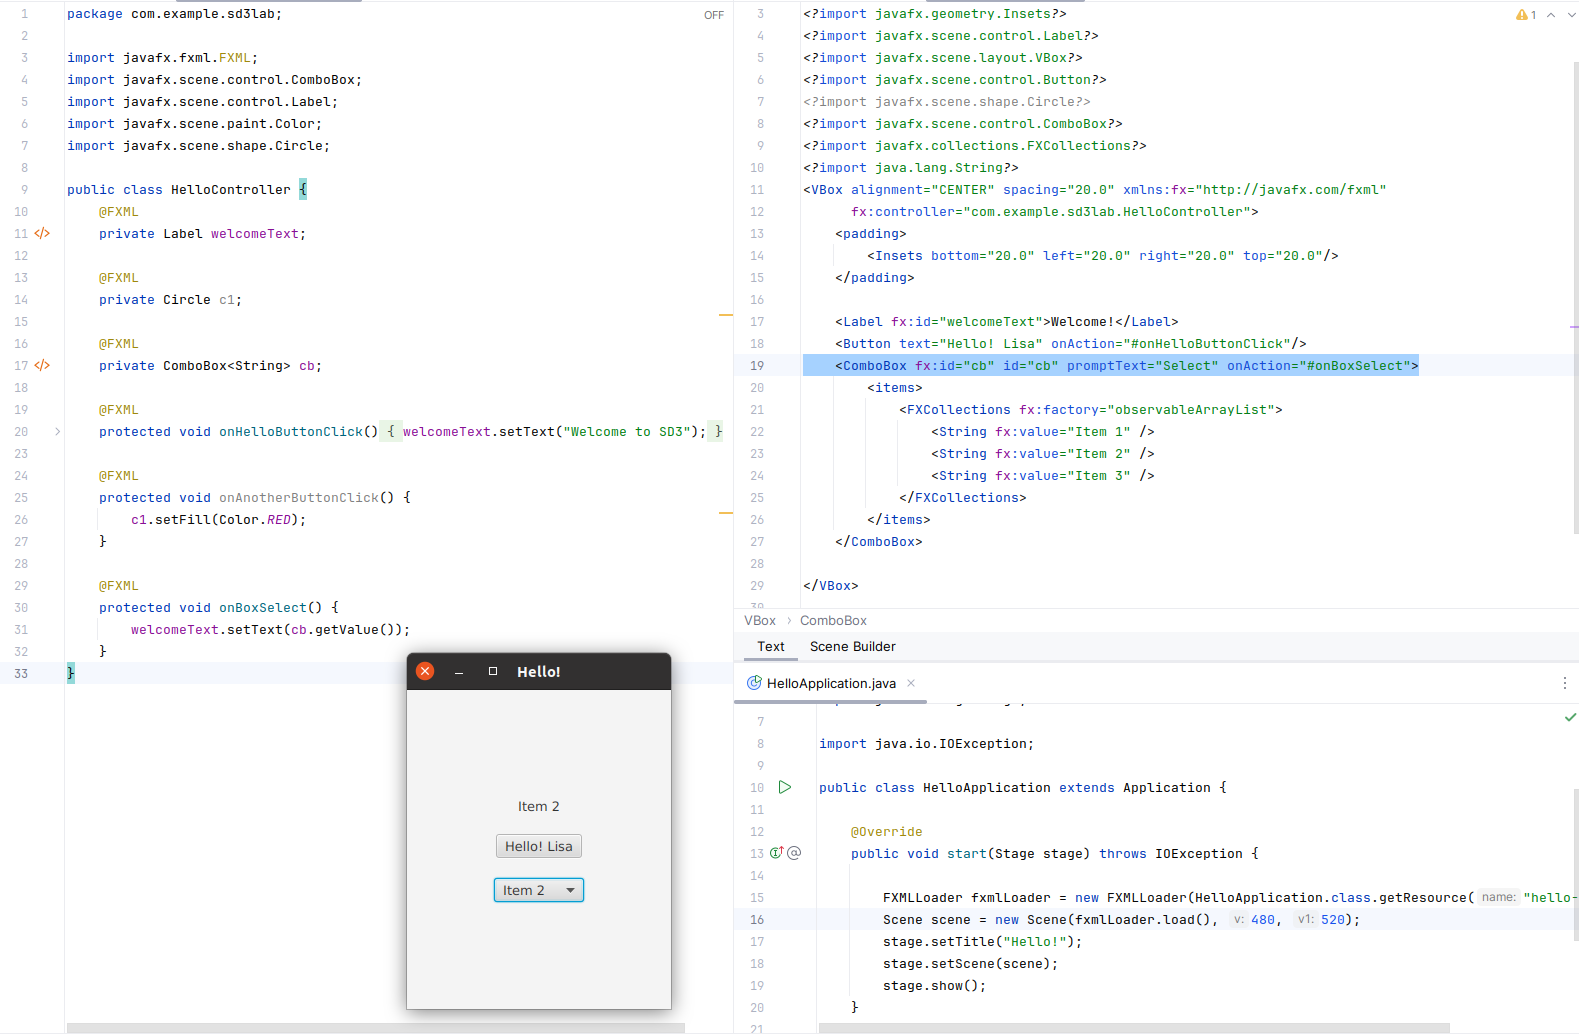 1 package com.example.sd3lab;
OFF
2
3 import javafx.fxml.FXML;
4 import javafx.scene.control.ComboBox;
5 import javafx.scene.control.Label;
6 import javafx.scene.paint.Color;
7 import javafx.scene.shape.Circle;
8
9 public class HelloController {
10 @FXML
11 </> private Label welcomeText;
12
13 @FXML
14 private Circle c1;
15
16 @FXML
17 </> private ComboBox<String> cb;
18
19 @FXML
20 > protected void onHelloButtonClick() { welcomeText.setText("Welcome to SD3"); }
23
24 @FXML
25 protected void onAnotherButtonClick() {
26 c1.setFill(Color.RED);
27 }
28
29 @FXML
30 protected void onBoxSelect() {
31 welcomeText.setText(cb.getValue());
32 }
33 }
Hello!
Item 2
Hello! Lisa
Item 2
3 <?import javafx.geometry.Insets?>
1
4 <?import javafx.scene.control.Label?>
5 <?import javafx.scene.layout.VBox?>
6 <?import javafx.scene.control.Button?>
7 <?import javafx.scene.shape.Circle?>
8 <?import javafx.scene.control.ComboBox?>
9 <?import javafx.collections.FXCollections?>
10 <?import java.lang.String?>
11 <VBox alignment="CENTER" spacing="20.0" xmlns:fx="http://javafx.com/fxml"
12 fx:controller="com.example.sd3lab.HelloController">
13 <padding>
14 <Insets bottom="20.0" left="20.0" right="20.0" top="20.0"/>
15 </padding>
16
17 <Label fx:id="welcomeText">Welcome!</Label>
18 <Button text="Hello! Lisa" onAction="#onHelloButtonClick"/>
19 <ComboBox fx:id="cb" id="cb" promptText="Select" onAction="#onBoxSelect">
20 <items>
21 <FXCollections fx:factory="observableArrayList">
22 <String fx:value="Item 1" />
23 <String fx:value="Item 2" />
24 <String fx:value="Item 3" />
25 </FXCollections>
26 </items>
27 </ComboBox>
28
29 </VBox>
30
VBox > ComboBox
Text Scene Builder
HelloApplication.java
7
8 import java.io.IOException;
9
10 public class HelloApplication extends Application {
11
12 @Override
13 @ public void start(Stage stage) throws IOException {
14
15 FXMLLoader fxmlLoader = new FXMLLoader(HelloApplication.class.getResource( name: "hello-
16 Scene scene = new Scene(fxmlLoader.load(), v: 480, v1: 520);
17 stage.setTitle("Hello!");
18 stage.setScene(scene);
19 stage.show();
20 }
21